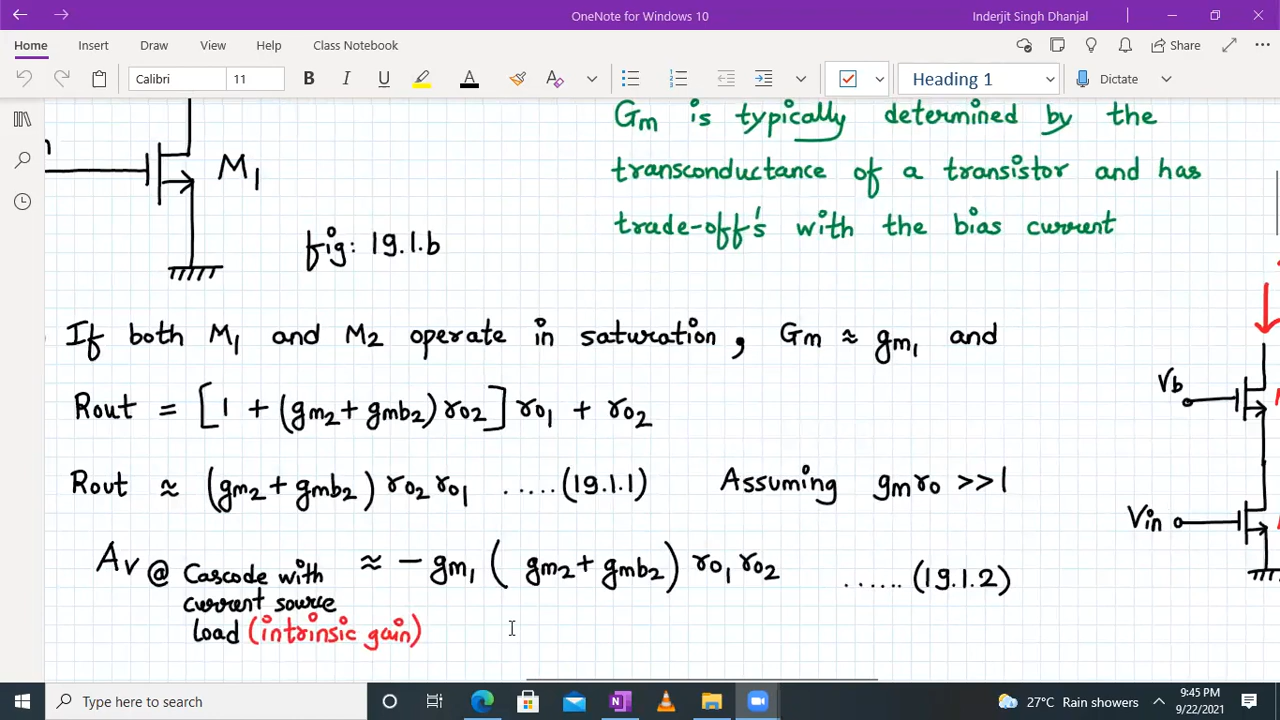 OneNote for Windows 10
Inderjit Singh Dhanjal
Home Insert Draw View Help Class Notebook
Share
Calibri 11 B I U A A Heading 1 Dictate
Gm is typically determined by the
transconductance of a transistor and has
trade-off's with the bias current
M1
fig: 19.1.b
If both M1 and M2 operate in saturation, Gm ≈ gm1 and
Rout = [1 + (gm2 + gmb2) ro2] ro1 + ro2
Rout ≈ (gm2 + gmb2) ro2 ro1 .....(19.1.1) Assuming gmro >>1
Av @ Cascode with current source load (intrinsic gain) ≈ - gm1 (gm2 + gmb2) ro1 ro2 ...... (19.1.2)
Vb
Vin
Type here to search
27°C Rain showers
9:45 PM
9/22/2021